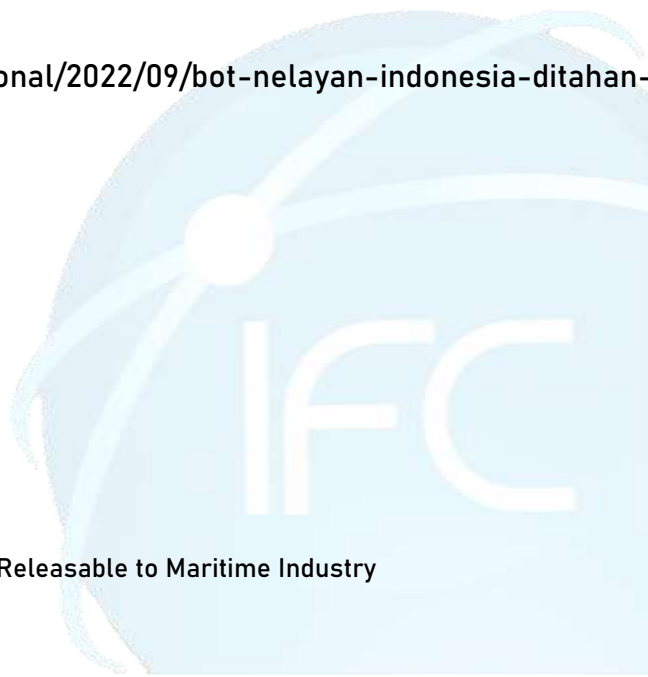 onal/2022/09/bot-nelayan-indonesia-ditahan-
IFC
Releasable to Maritime Industry